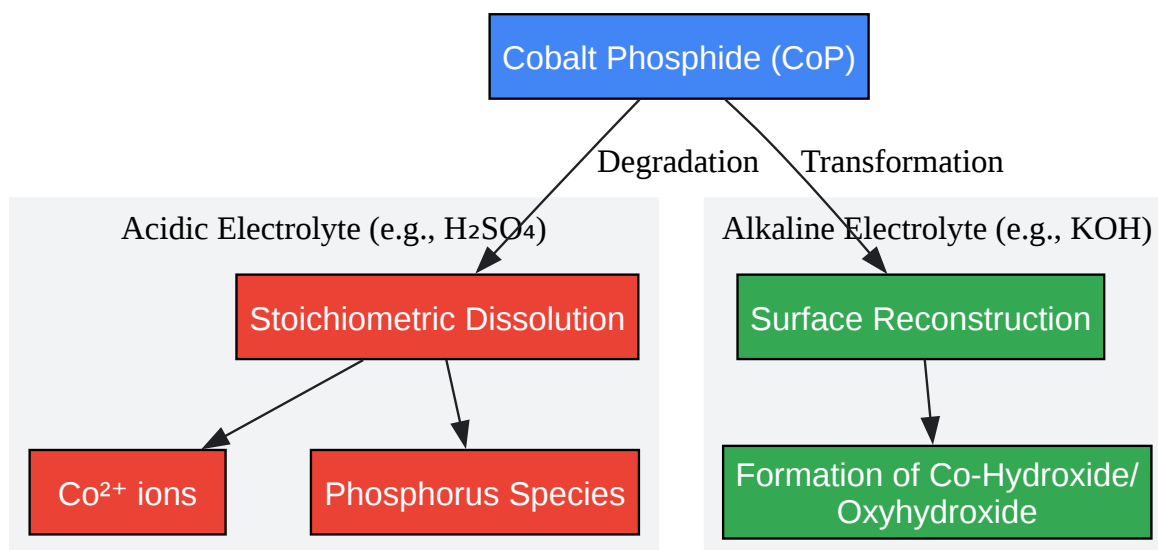 Cobalt Phosphide (CoP)
Degradation
Transformation
Acidic Electrolyte (e.g., H₂SO₄)
Alkaline Electrolyte (e.g., KOH)
Stoichiometric Dissolution
Surface Reconstruction
Co²⁺ ions
Phosphorus Species
Formation of Co-Hydroxide/
Oxyhydroxide